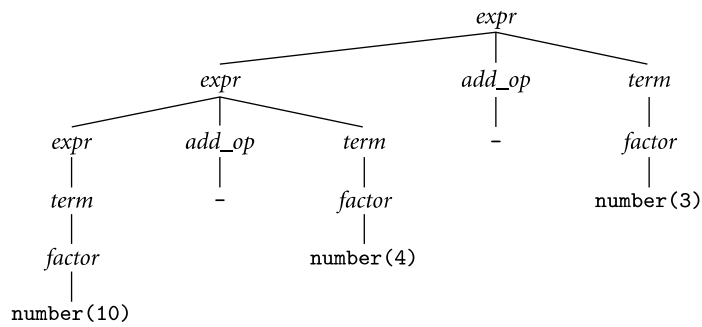 expr
expr add_op term
expr add_op term - factor
term - factor number(3)
factor number(4)
number(10)